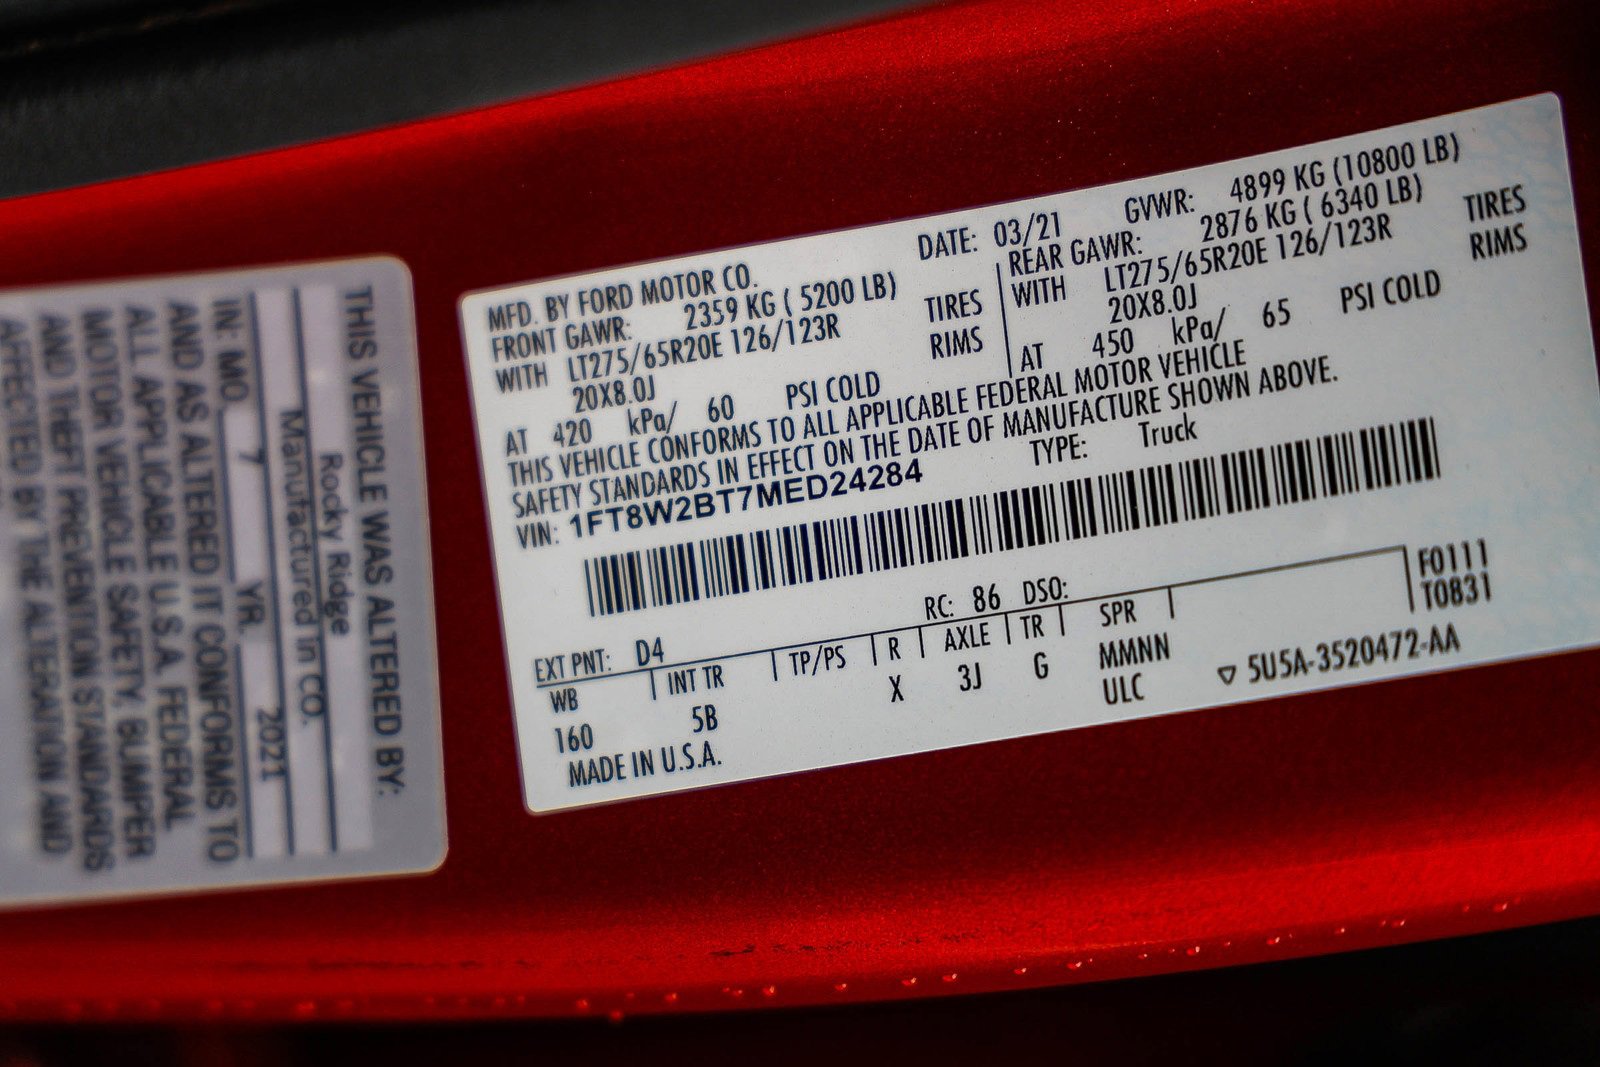 MFD. BY FORD MOTOR CO.
DATE: 03/21
GVWR: 4899 KG (10800 LB)
FRONT GAWR: 2359 KG ( 5200 LB)
REAR GAWR: 2876 KG ( 6340 LB)
WITH LT275/65R20E 126/123R TIRES
WITH LT275/65R20E 126/123R TIRES
20X8.0J RIMS
20X8.0J RIMS
AT 420 kPa/ 60 PSI COLD
AT 450 kPa/ 65 PSI COLD
THIS VEHICLE CONFORMS TO ALL APPLICABLE FEDERAL MOTOR VEHICLE
SAFETY STANDARDS IN EFFECT ON THE DATE OF MANUFACTURE SHOWN ABOVE.
VIN: 1FT8W2BT7MED24284
TYPE: Truck
EXT PNT: D4
RC: 86 DSO:
F0111
T0831
WB INT TR TP/PS R AXLE TR SPR
160 5B X 3J G MMNN
ULC
MADE IN U.S.A.
5U5A-3520472-AA
THIS VEHICLE WAS ALTERED BY:
Rocky Ridge
Manufactured in CO.
IN: MO. 7 YR. 2021
AND AS ALTERED IT CONFORMS TO
ALL APPLICABLE U.S.A. FEDERAL
MOTOR VEHICLE SAFETY, BUMPER
AND THEFT PREVENTION STANDARDS
AFFECTED BY THE ALTERATION AND